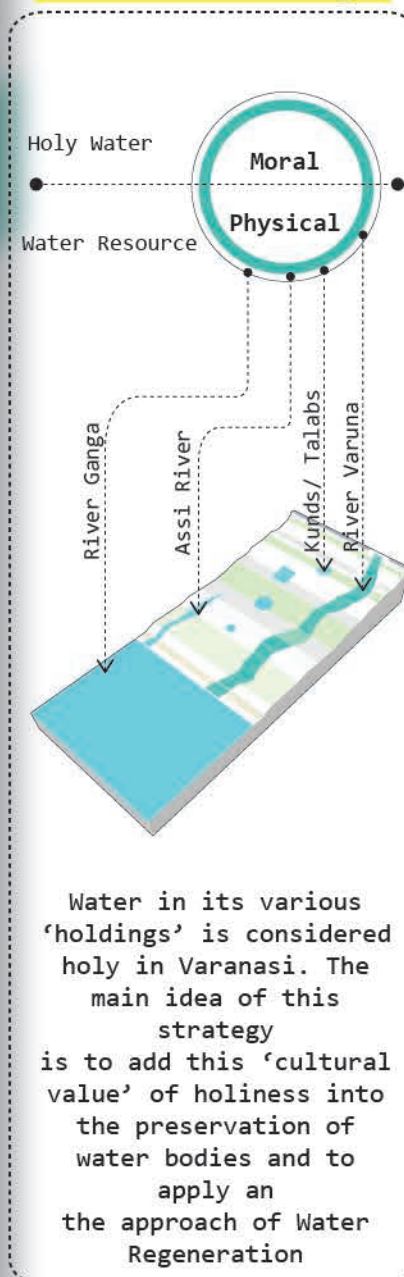 Holy Water
Moral
Physical
Water Resource
River Ganga
Assi River
Kunds/ Talabs
River Varuna
Water in its various
‘holdings’ is considered
holy in Varanasi. The
main idea of this
strategy
is to add this ‘cultural
value’ of holiness into
the preservation of
water bodies and to
apply an
the approach of Water
Regeneration